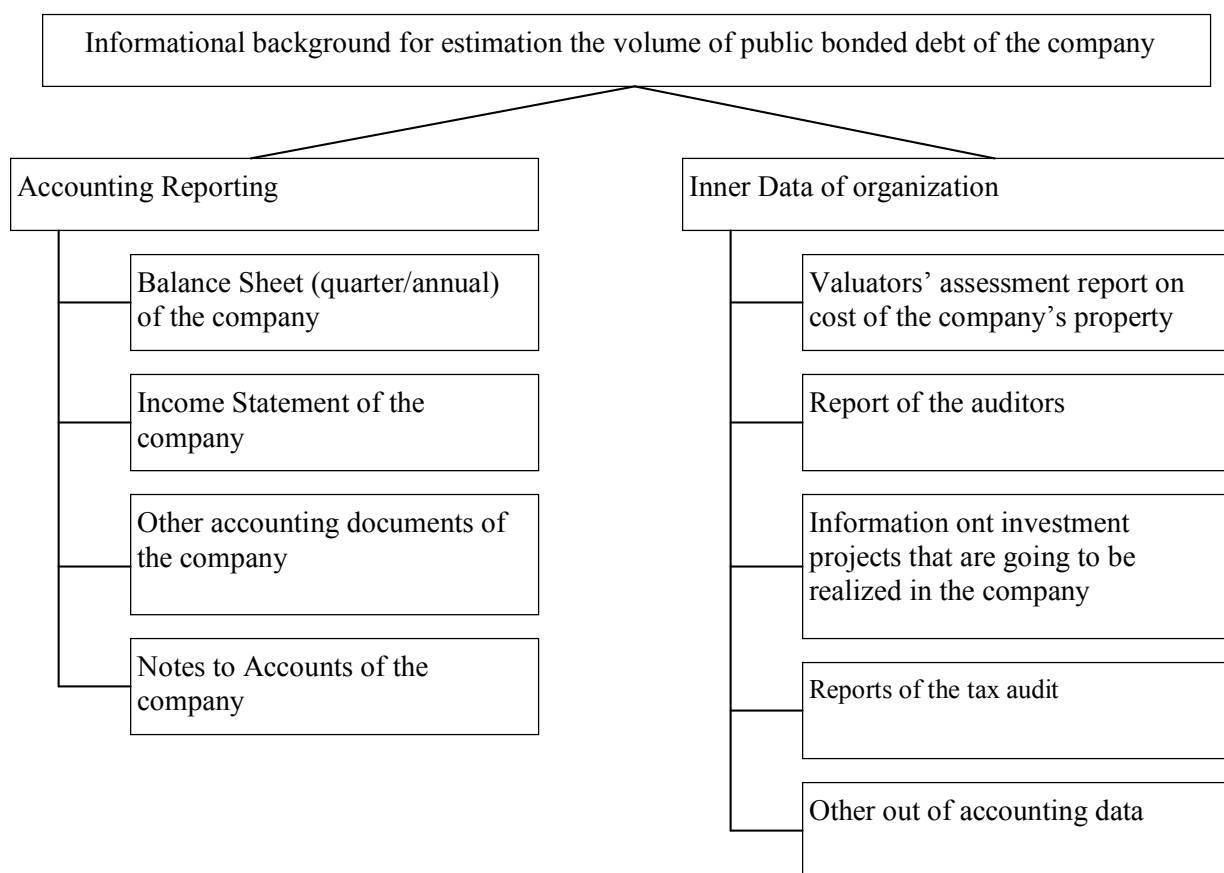 Informational background for estimation the volume of public bonded debt of the company
Accounting Reporting
Balance Sheet (quarter/annual)
of the company
Income Statement of the
company
Other accounting documents of
the company
Notes to Accounts of the
company
Inner Data of organization
Valuators’ assessment report on
cost of the company’s property
Report of the auditors
Information ont investment
projects that are going to be
realized in the company
Reports of the tax audit
Other out of accounting data